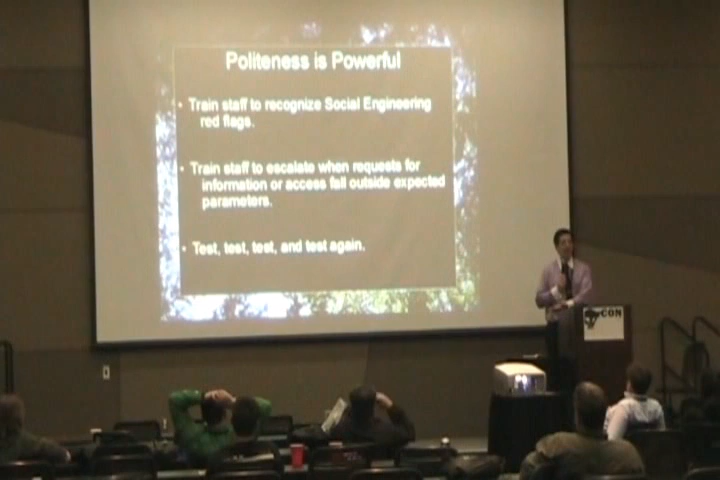 Politeness is Powerful
• Train staff to recognize Social Engineering
red flags.
• Train staff to escalate when requests for
information or access fall outside expected
parameters.
• Test, test, test, and test again.
CON